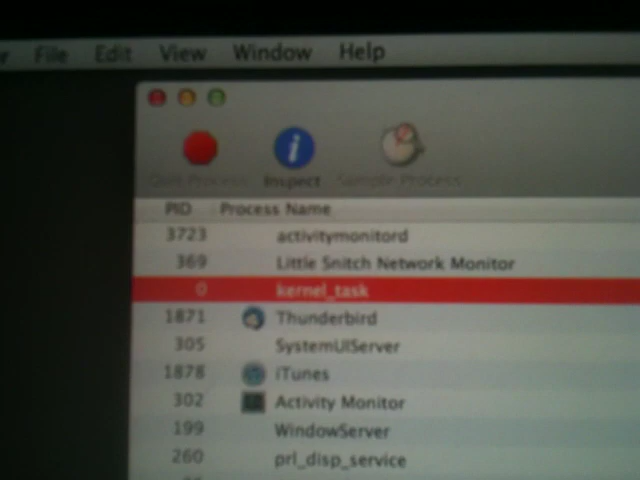 r File Edit View Window Help
Quit Process Inspect Sample Process
PID Process Name
3723 activitymonitord
369 Little Snitch Network Monitor
0 kernel_task
1871 Thunderbird
305 SystemUIServer
1878 iTunes
302 Activity Monitor
199 WindowServer
260 prl_disp_service